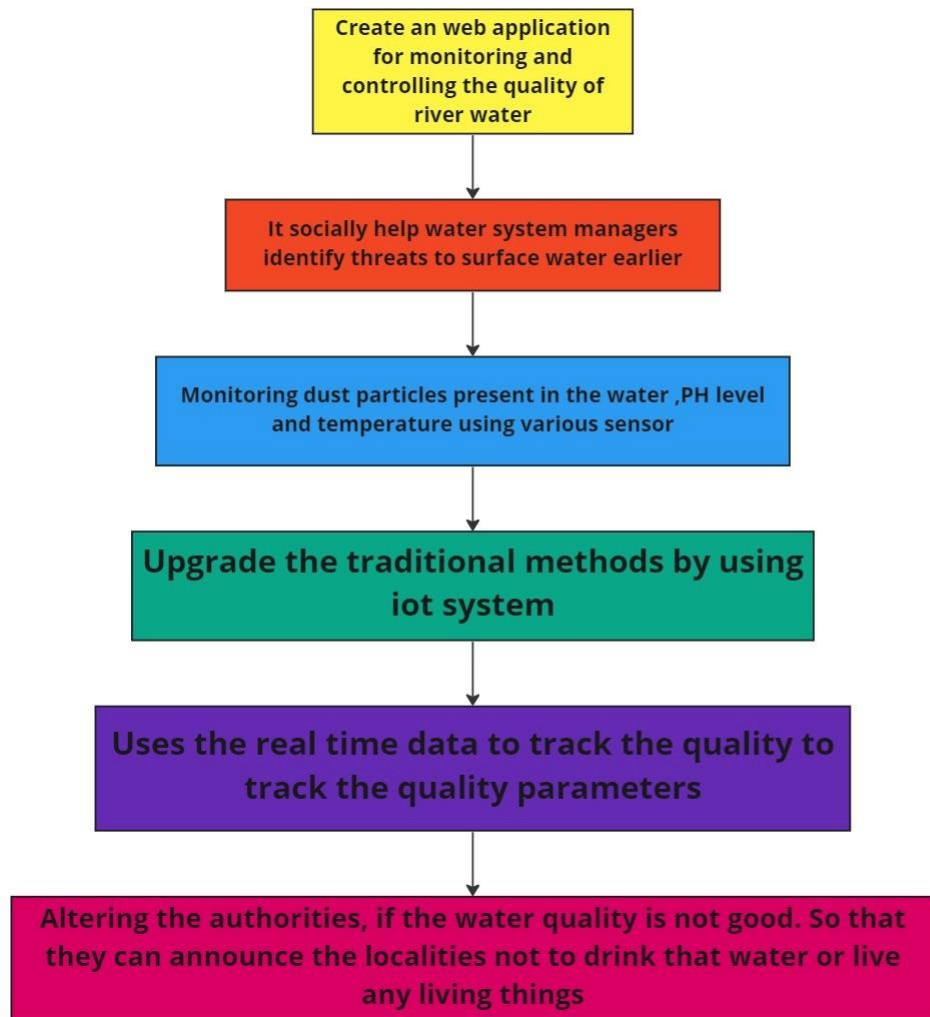 Create an web application
for monitoring and
controlling the quality of
river water
It socially help water system managers
identify threats to surface water earlier
Monitoring dust particles present in the water ,PH level
and temperature using various sensor
Upgrade the traditional methods by using
iot system
Uses the real time data to track the quality to
track the quality parameters
Altering the authorities, if the water quality is not good. So that
they can announce the localities not to drink that water or live
any living things